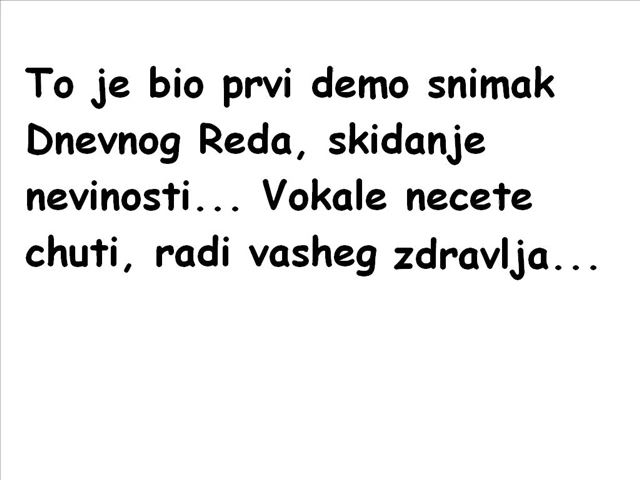 To je bio prvi demo snimak
Dnevnog Reda, skidanje
nevinosti... Vokale necete
chuti, radi vasheg zdravlja...